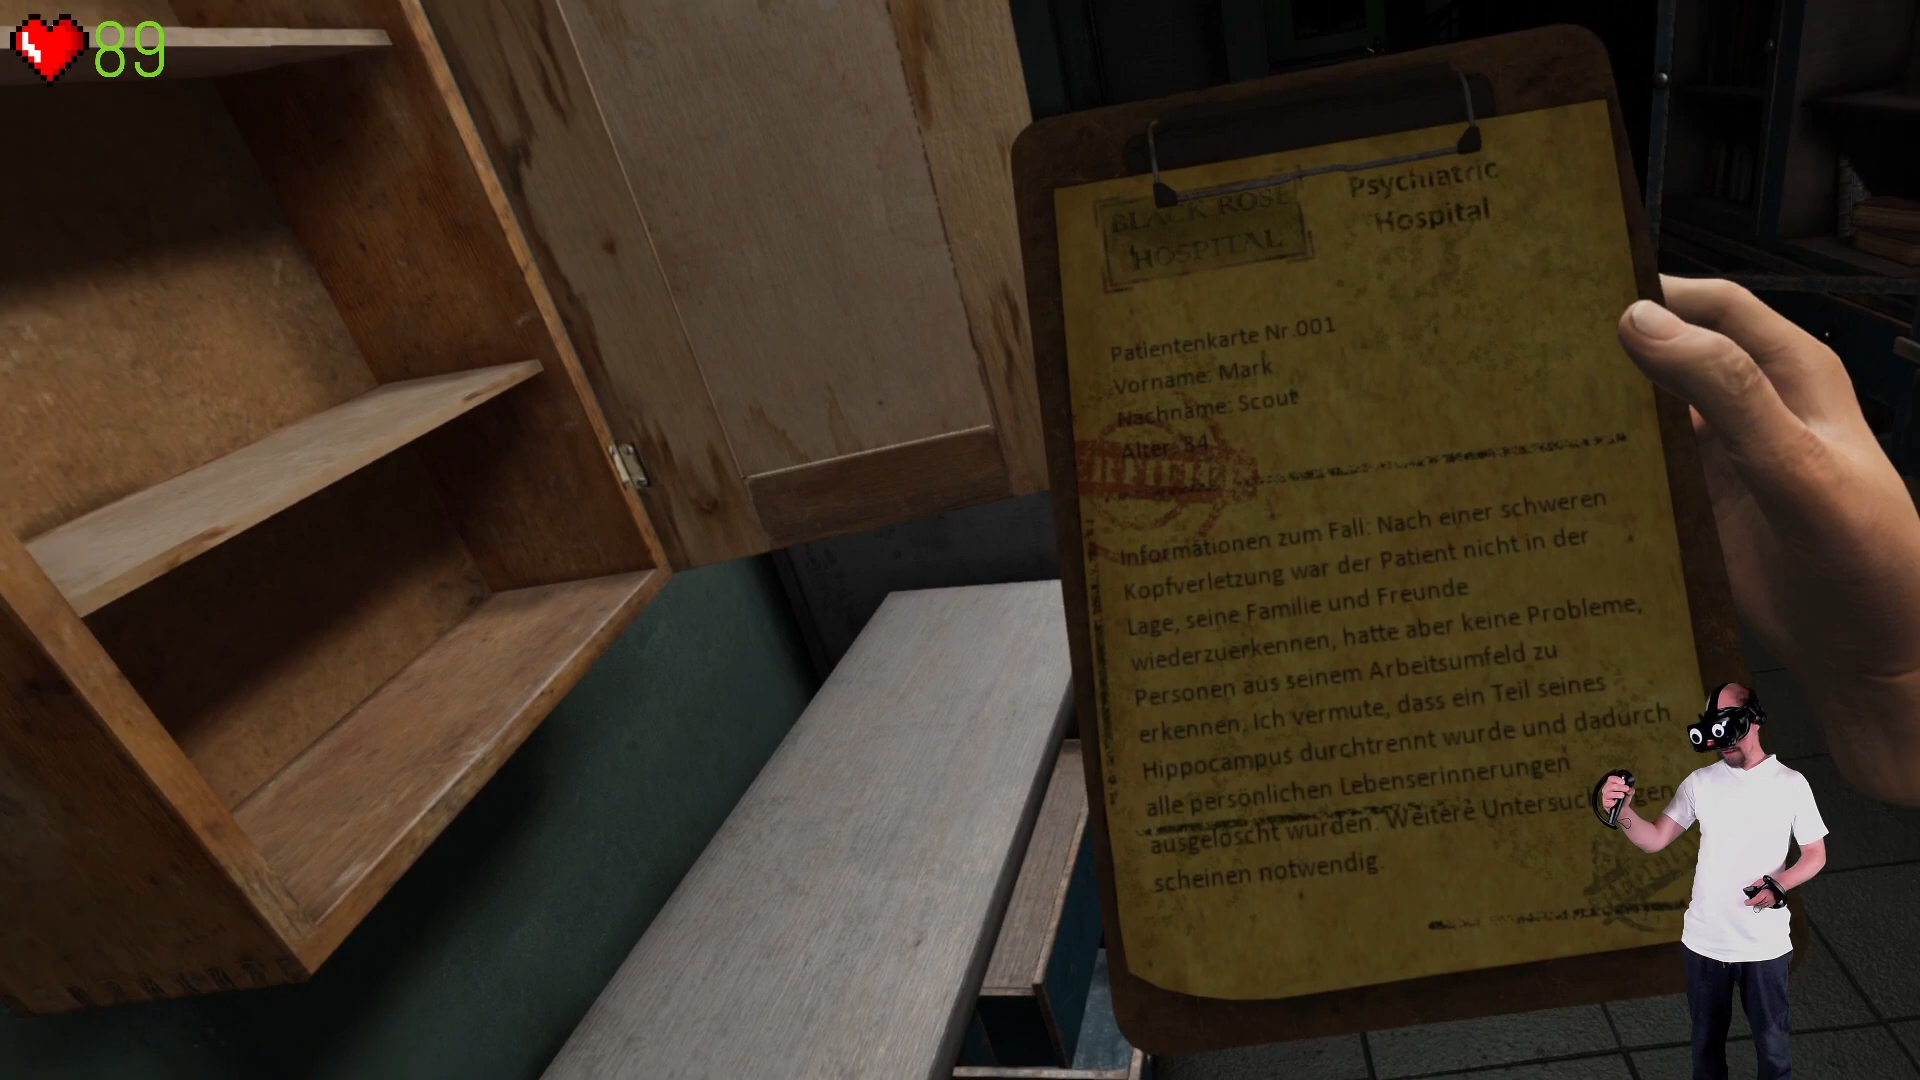 89
BLACK ROSE
HOSPITAL
Psychiatric
Hospital
Patientenkarte Nr.001
Vorname: Mark
Nachname: Scout
Alter: 34
Informationen zum Fall: Nach einer schweren
Kopfverletzung war der Patient nicht in der
Lage, seine Familie und Freunde
wiederzuerkennen, hatte aber keine Probleme,
Personen aus seinem Arbeitsumfeld zu
erkennen, Ich vermute, dass ein Teil seines
Hippocampus durchtrennt wurde und dadurch
alle persönlichen Lebenserinnerungen
ausgelöscht wurden. Weitere Untersuchungen
scheinen notwendig.